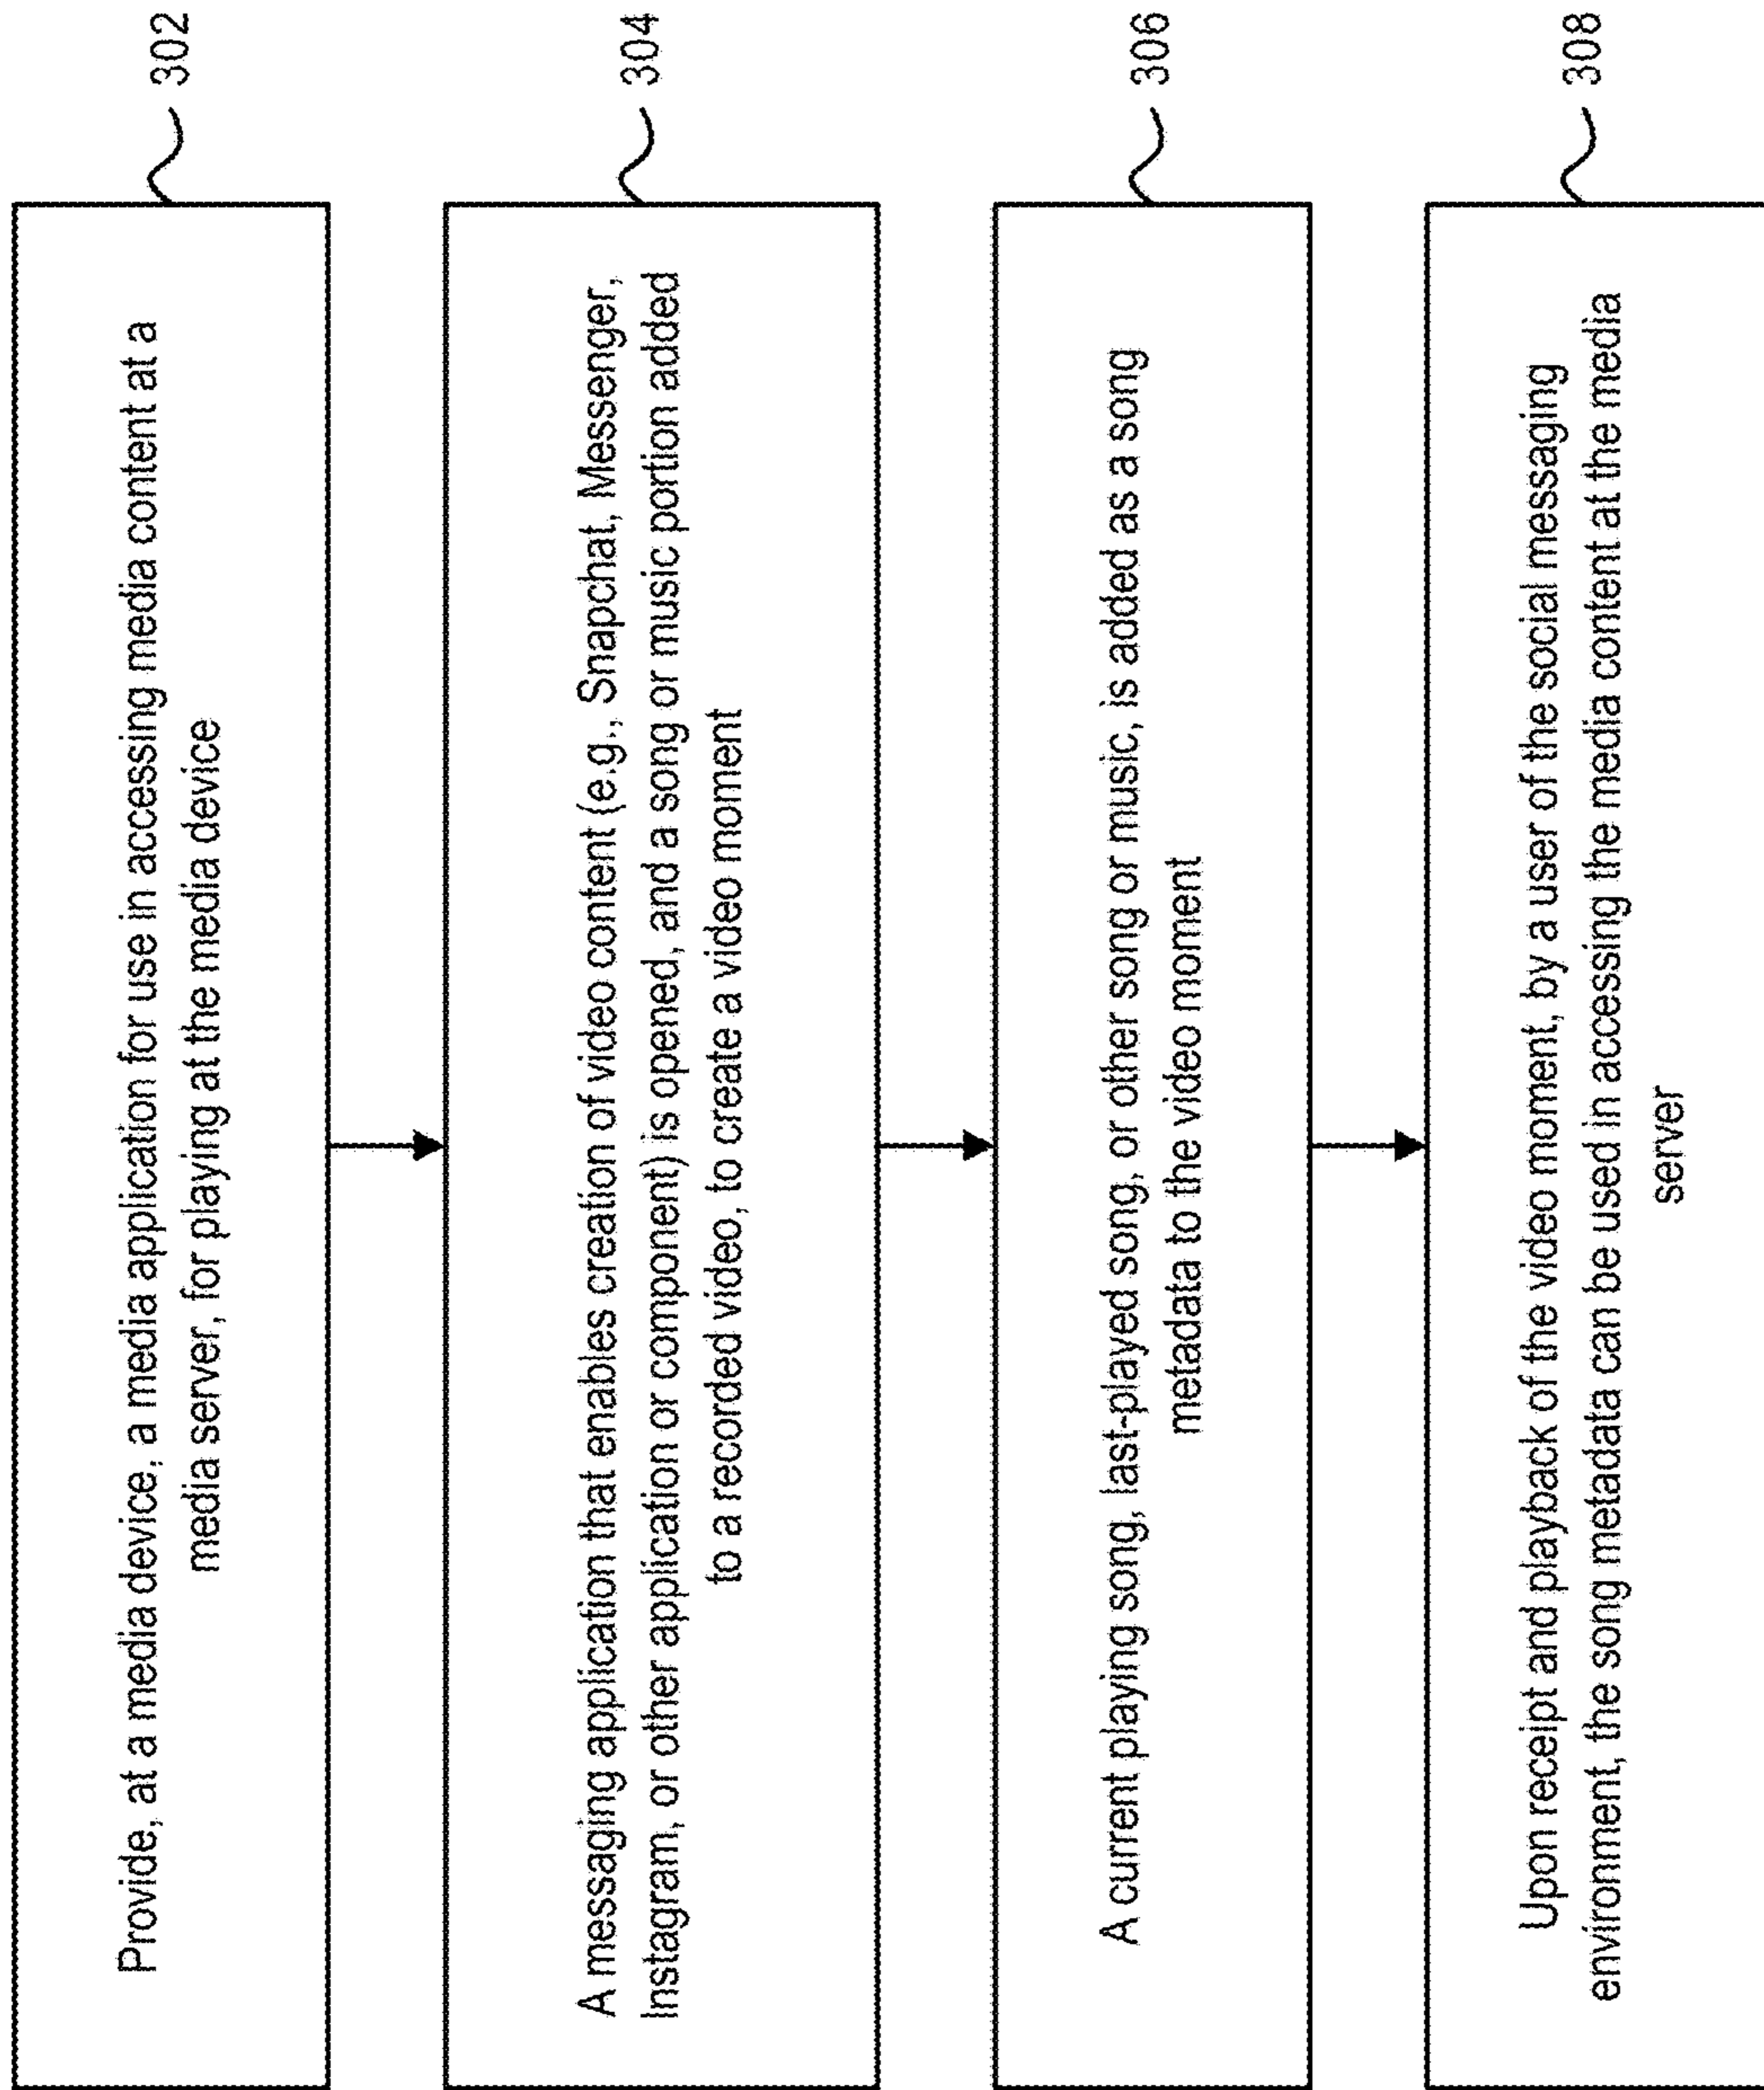 Provide, at a media device, a media application for use in accessing media content at a
media server, for playing at the media device
302
A messaging application that enables creation of video content (e.g., Snapchat, Messenger,
Instagram, or other application or component) is opened, and a song or music portion added
to a recorded video, to create a video moment
304
A current playing song, last-played song, or other song or music, is added as a song
metadata to the video moment
306
Upon receipt and playback of the video moment, by a user of the social messaging
environment, the song metadata can be used in accessing the media content at the media
server
308